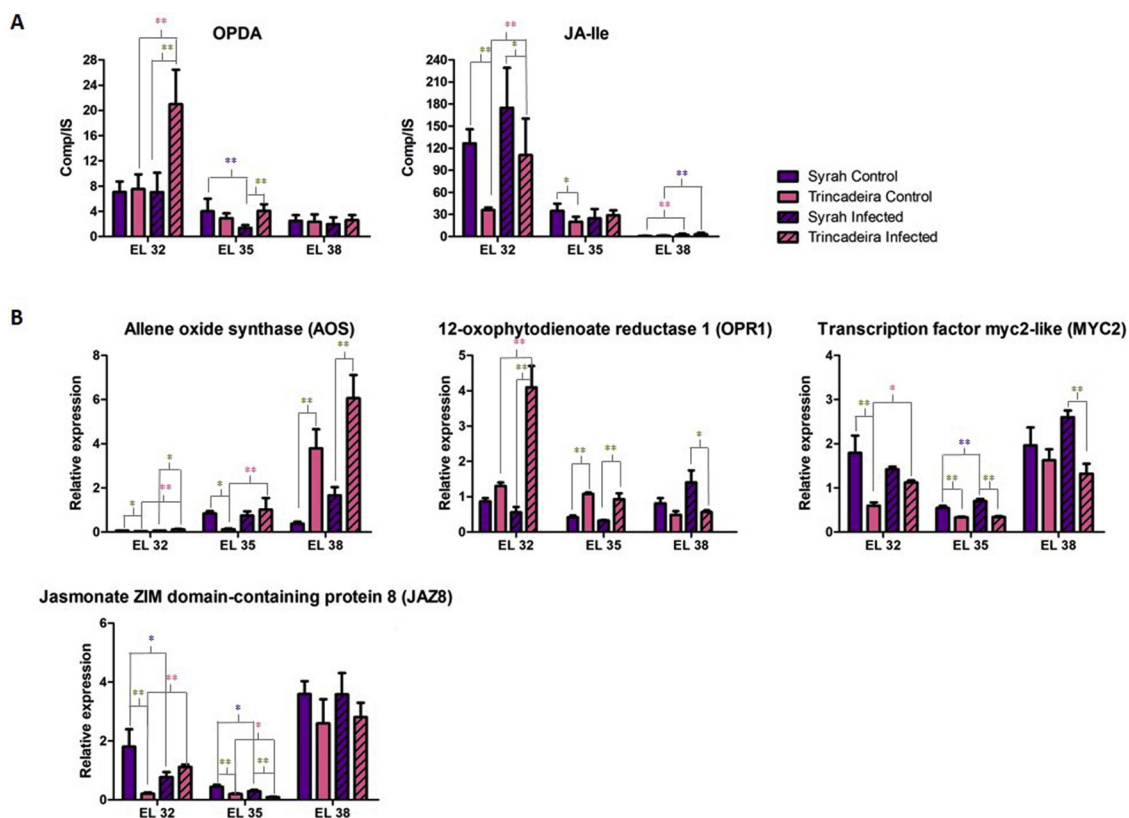 A
OPDA
JA-Ile
** 
**
**
**
28
24
20
16
12
8
4
0
Comp/IS
**
**
EL 32
EL 35
EL 38
**
**
*
240
210
180
150
120
90
60
30
0
Comp/IS
*
**
**
EL 32
EL 35
EL 38
Syrah Control
Trincadeira Control
Syrah Infected
Trincadeira Infected
B
Allene oxide synthase (AOS)
12-oxophytodienoate reductase 1 (OPR1)
Transcription factor myc2-like (MYC2)
8
6
4
2
0
Relative expression
*
**
*
*
**
**
**
EL 32
EL 35
EL 38
5
4
3
2
1
0
Relative expression
**
**
**
**
*
EL 32
EL 35
EL 38
4
3
2
1
0
Relative expression
**
*
**
**
**
**
EL 32
EL 35
EL 38
Jasmonate ZIM domain-containing protein 8 (JAZ8)
6
4
2
0
Relative expression
*
**
**
*
*
**
**
EL 32
EL 35
EL 38